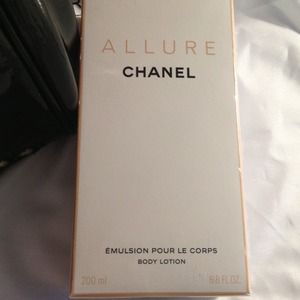 ALLURE
CHANEL
ÉMULSION POUR LE CORPS
BODY LOTION
200 ml 6.8 FL.OZ.